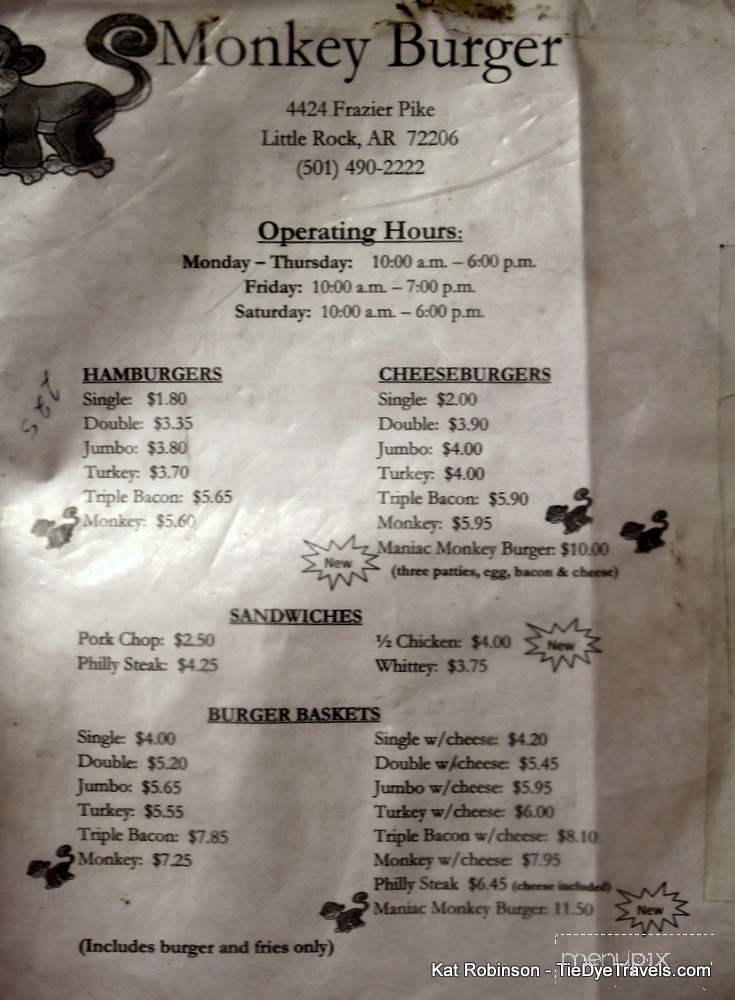 Monkey Burger
4424 Frazier Pike
Little Rock, AR 72206
(501) 490-2222
Operating Hours:
Monday – Thursday: 10:00 a.m. – 6:00 p.m.
Friday: 10:00 a.m. – 7:00 p.m.
Saturday: 10:00 a.m. – 6:00 p.m.
HAMBURGERS
Single: $1.80
Double: $3.35
Jumbo: $3.80
Turkey: $3.70
Triple Bacon: $5.65
Monkey: $5.60
CHEESEBURGERS
Single: $2.00
Double: $3.90
Jumbo: $4.00
Turkey: $4.00
Triple Bacon: $5.90
Monkey: $5.95
New
Maniac Monkey Burger: $10.00
(three patties, egg, bacon & cheese)
SANDWICHES
Pork Chop: $2.50
Philly Steak: $4.25
½ Chicken: $4.00
New
Whittey: $3.75
BURGER BASKETS
Single: $4.00
Double: $5.20
Jumbo: $5.65
Turkey: $5.55
Triple Bacon: $7.85
Monkey: $7.25
Single w/cheese: $4.20
Double w/cheese: $5.45
Jumbo w/cheese: $5.95
Turkey w/cheese: $6.00
Triple Bacon w/cheese: $8.10
Monkey w/cheese: $7.95
Philly Steak $6.45 (cheese included)
Maniac Monkey Burger: 11.50
New
(Includes burger and fries only)
menupix
Kat Robinson - TieDyeTravels.com